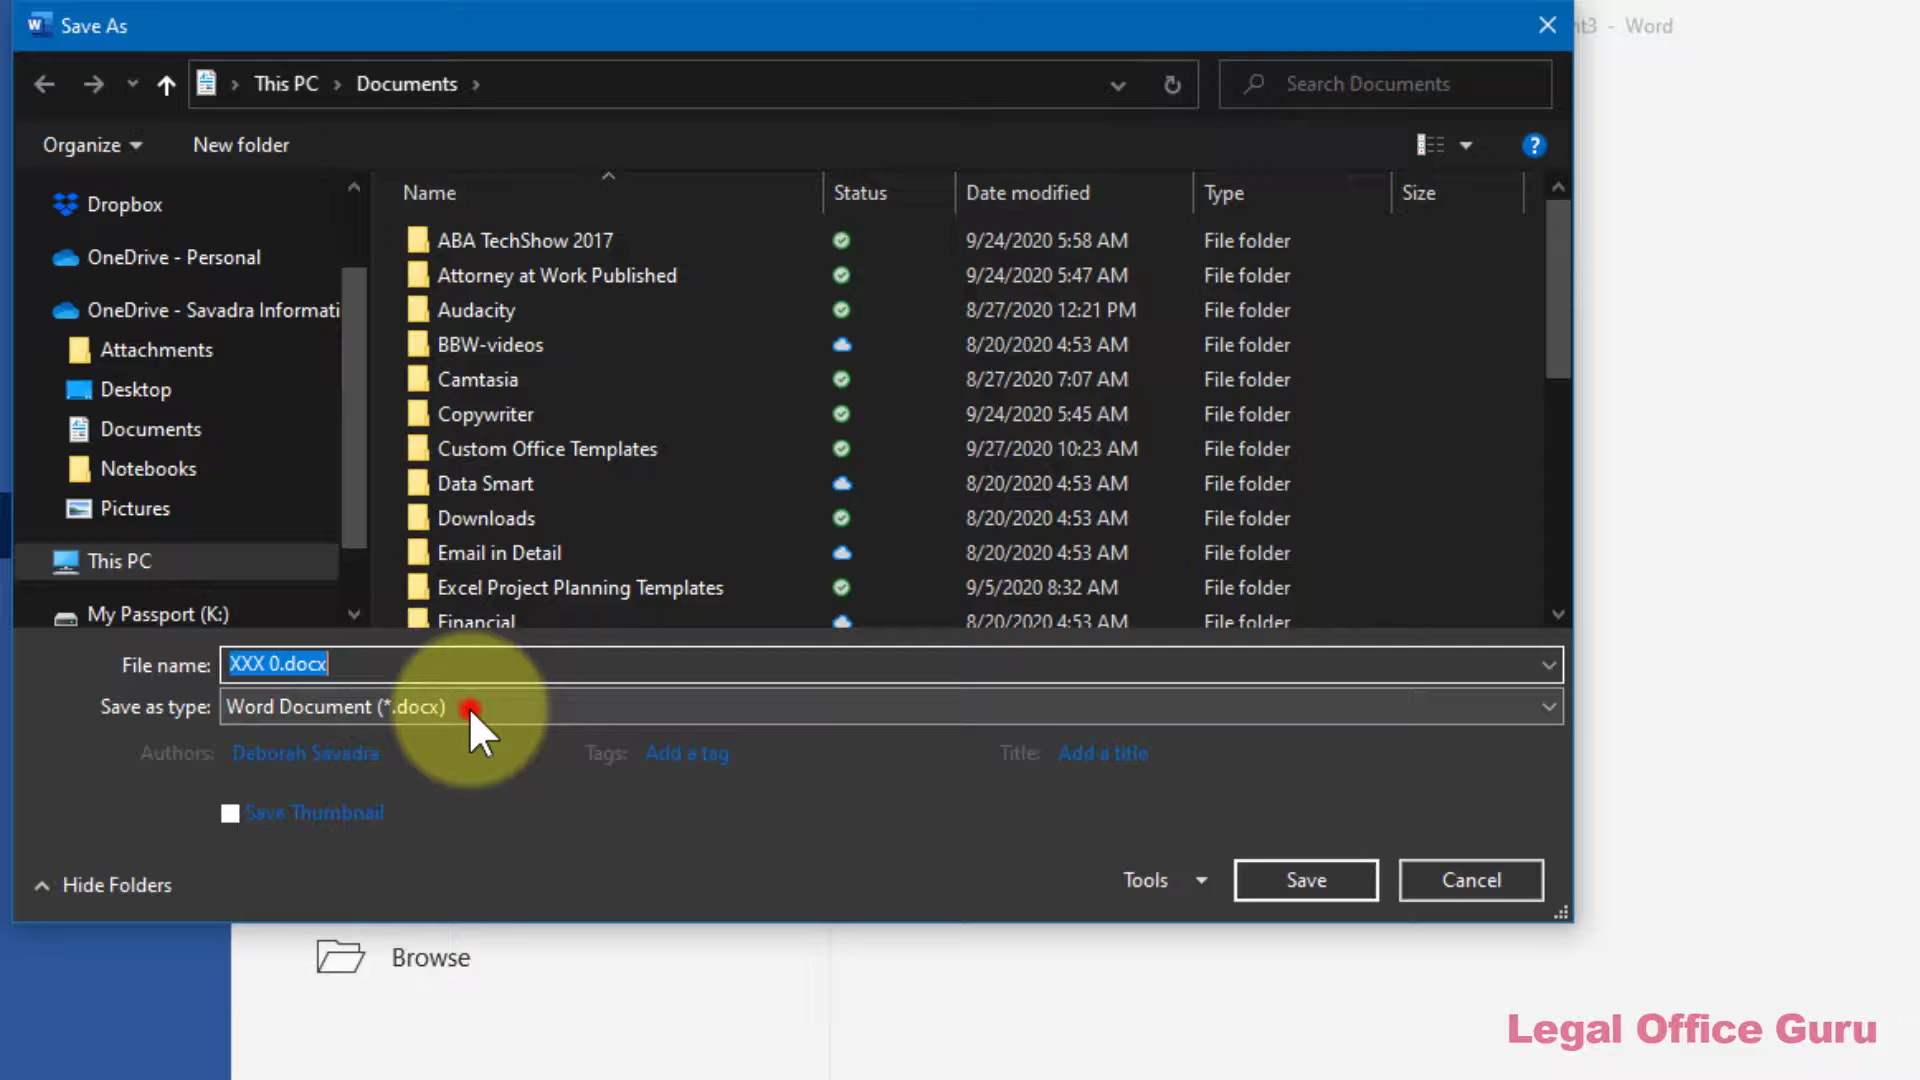 Save As
nt3 - Word
This PC > Documents >
Search Documents
Organize
New folder
Name Status Date modified Type Size
Dropbox
OneDrive - Personal
OneDrive - Savadra Informati
Attachments
Desktop
Documents
Notebooks
Pictures
This PC
My Passport (K:)
ABA TechShow 2017 9/24/2020 5:58 AM File folder
Attorney at Work Published 9/24/2020 5:47 AM File folder
Audacity 8/27/2020 12:21 PM File folder
BBW-videos 8/20/2020 4:53 AM File folder
Camtasia 8/27/2020 7:07 AM File folder
Copywriter 9/24/2020 5:45 AM File folder
Custom Office Templates 9/27/2020 10:23 AM File folder
Data Smart 8/20/2020 4:53 AM File folder
Downloads 8/20/2020 4:53 AM File folder
Email in Detail 8/20/2020 4:53 AM File folder
Excel Project Planning Templates 9/5/2020 8:32 AM File folder
Financial 8/20/2020 4:53 AM File folder
File name: XXX 0.docx
Save as type: Word Document (*.docx)
Authors: Deborah Savadra Tags: Add a tag Title: Add a title
Save Thumbnail
Hide Folders
Tools Save Cancel
Browse
Legal Office Guru